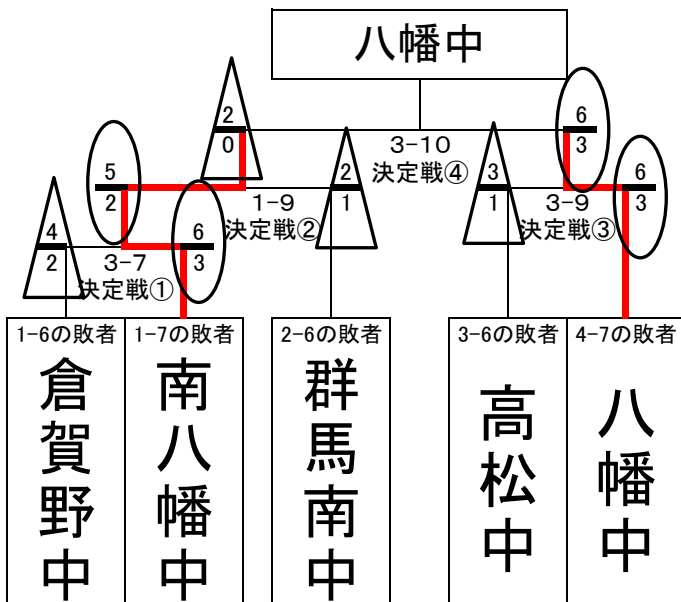 八幡中
2
0
6
3
3-10
決定戦④
5
2
2
1
3
1
6
3
1-9
決定戦②
3-9
決定戦③
4
2
6
3
3-7
決定戦①
1-6の敗者
1-7の敗者
2-6の敗者
3-6の敗者
4-7の敗者
倉賀野中
南八幡中
群馬南中
高松中
八幡中